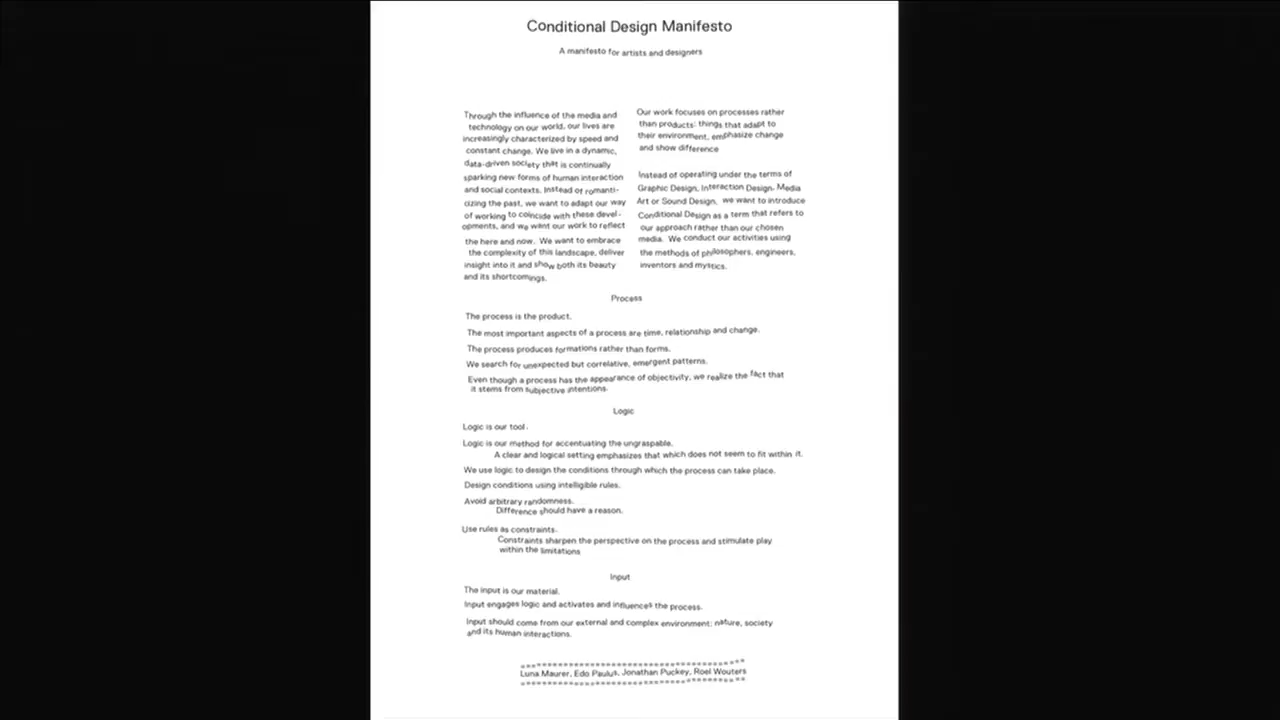 Conditional Design Manifesto
A manifesto for artists and designers
Through the influence of the media and
technology on our world, our lives are
increasingly characterized by speed and
constant change. We live in a dynamic,
data-driven society that is continually
sparking new forms of human interaction
and social contexts. Instead of romanti-
cizing the past, we want to adapt our way
of working to coincide with these devel-
opments, and we want our work to reflect
the here and now. We want to embrace
the complexity of this landscape, deliver
insight into it and show both its beauty
and its shortcomings.
Our work focuses on processes rather
than products: things that adapt to
their environment, emphasize change
and show difference
Instead of operating under the terms of
Graphic Design, Interaction Design, Media
Art or Sound Design, we want to introduce
Conditional Design as a term that refers to
our approach rather than our chosen
media. We conduct our activities using
the methods of philosophers, engineers,
inventors and mystics.
Process
The process is the product.
The most important aspects of a process are time, relationship and change.
The process produces formations rather than forms.
We search for unexpected but correlative, emergent patterns.
Even though a process has the appearance of objectivity, we realize the fact that
it stems from subjective intentions.
Logic
Logic is our tool.
Logic is our method for accentuating the ungraspable.
A clear and logical setting emphasizes that which does not seem to fit within it.
We use logic to design the conditions through which the process can take place.
Design conditions using intelligible rules.
Avoid arbitrary randomness.
Difference should have a reason.
Use rules as constraints.
Constraints sharpen the perspective on the process and stimulate play
within the limitations
Input
The input is our material.
Input engages logic and activates and influences the process.
Input should come from our external and complex environment: nature, society
and its human interactions.
Luna Maurer, Edo Paulus, Jonathan Puckey, Roel Wouters